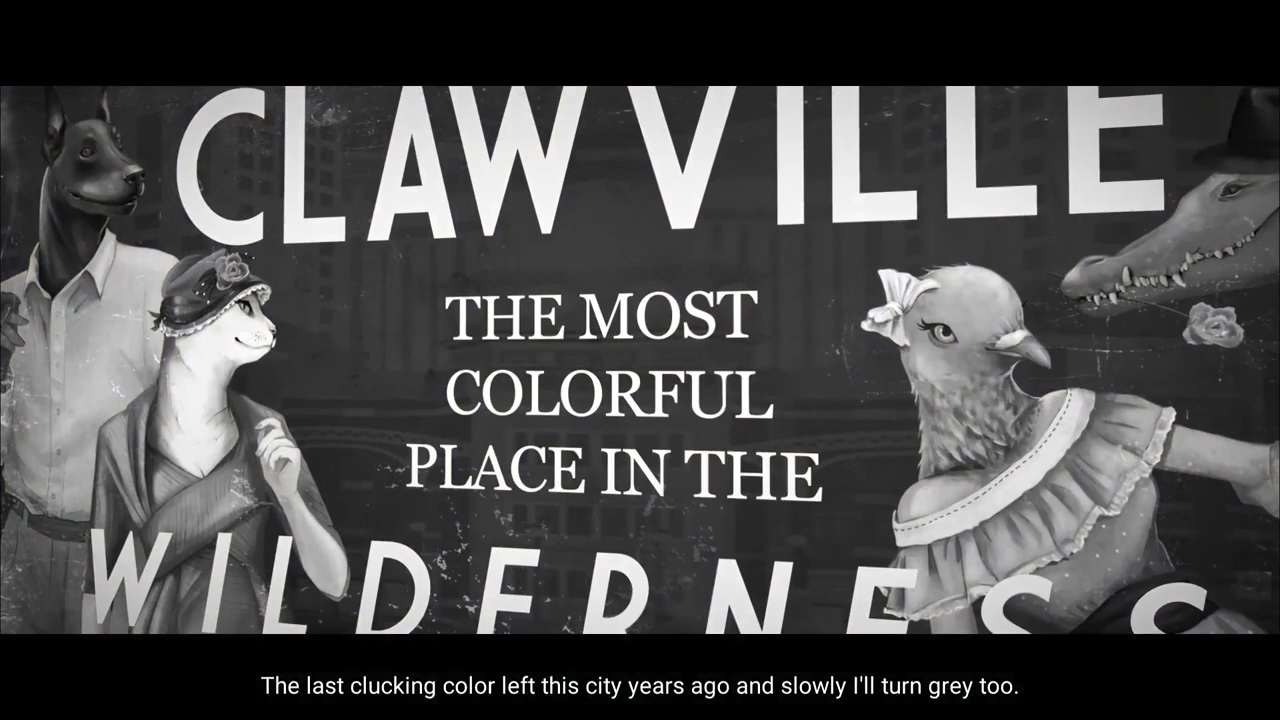 CLAWVILLE
THE MOST
COLORFUL
PLACE IN THE
WILDERNESS
The last clucking color left this city years ago and slowly I'll turn grey too.